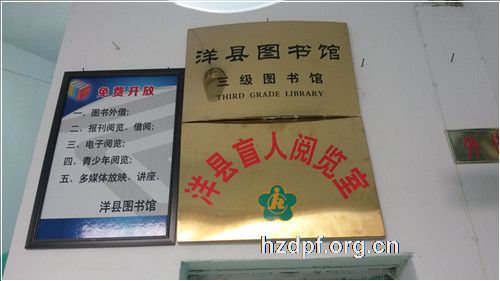 免费开放
一、图书外借;
二、报刊阅览、借阅;
三、电子阅览;
四、青少年阅览;
五、多媒体放映、讲座、
洋县图书馆
洋县图书馆
三级图书馆
THIRD GRADE LIBRARY
洋县盲人阅览室
hzdpf.org.cn